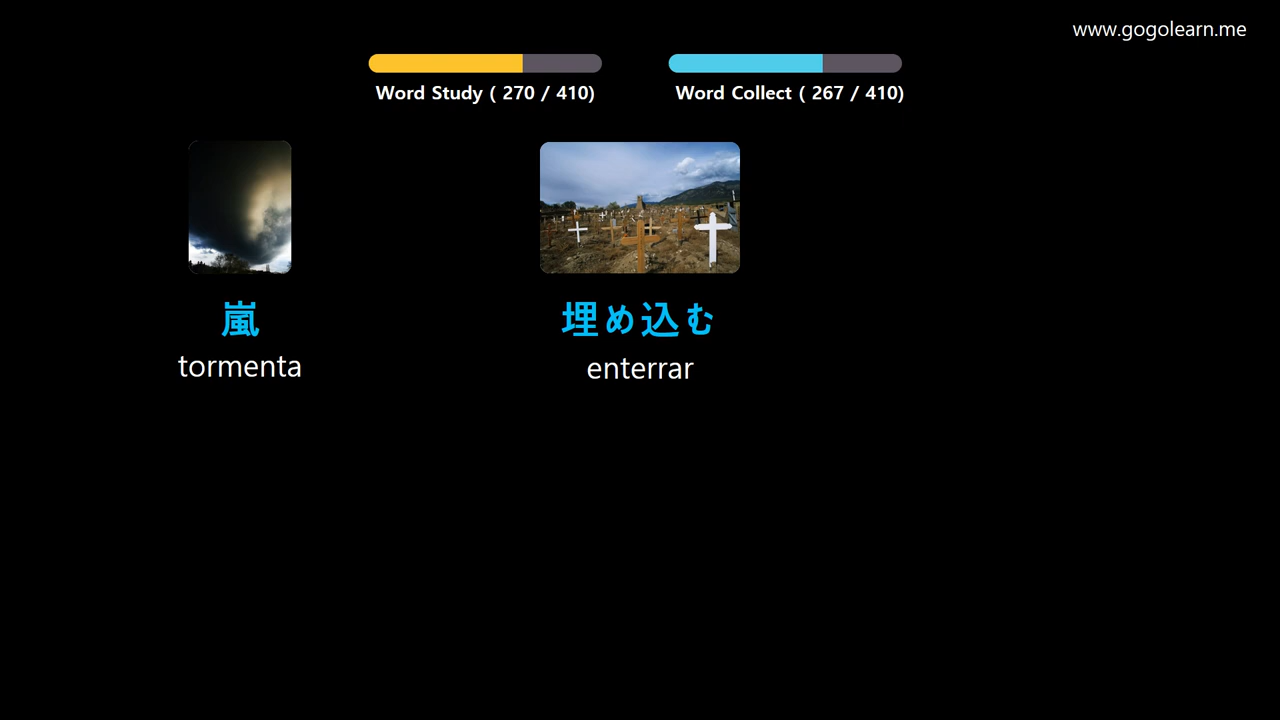 www.gogolearn.me
Word Study ( 270 / 410)
Word Collect ( 267 / 410)
嵐
tormenta
埋め込む
enterrar